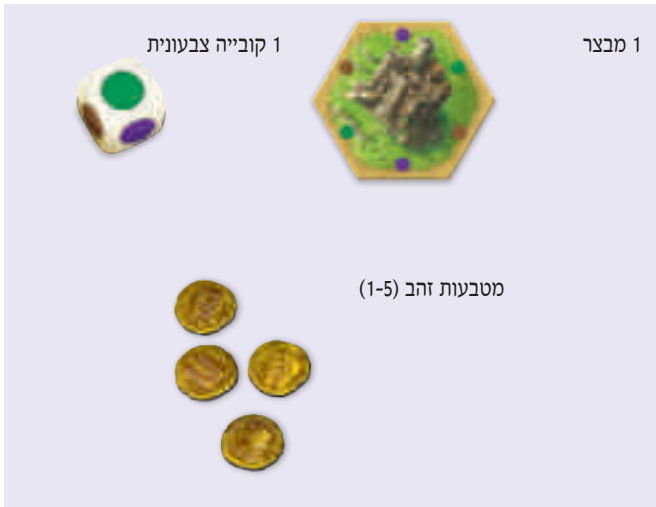 1 מבצר
1 קובייה צבעונית
מטבעות זהב (1-5)